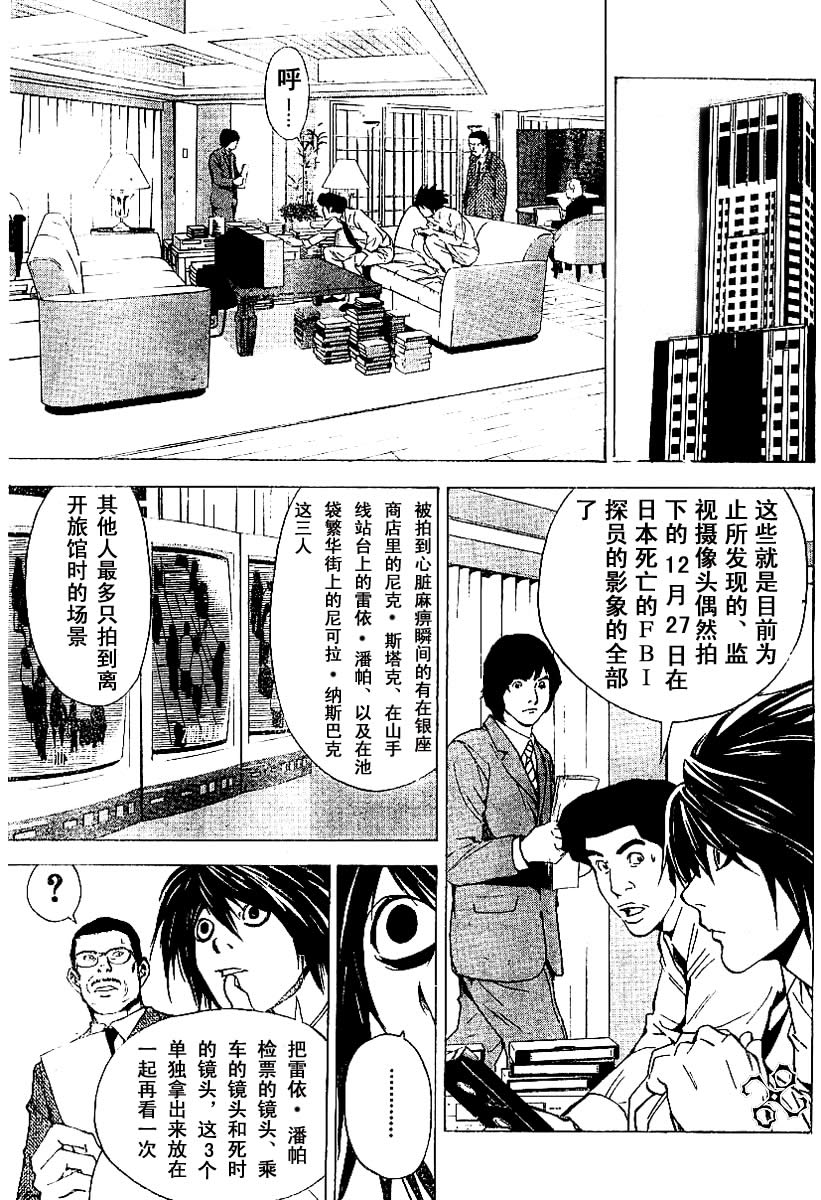 呼……
这些就是目前为
止所发现的、监
视摄像头偶然拍
下的12月27日在
日本死亡的FBI
探员的影象的全部
了
被拍到心脏麻痹瞬间的有在银座
商店里的尼克·斯塔克、在山手
线站台上的雷依·潘帕、以及在池
袋繁华街上的尼可拉·纳斯巴克
这三人
其他人最多只拍到离
开旅馆时的场景
…………
把雷依·潘帕
检票的镜头、乘
车的镜头和死时
的镜头，这3个
单独拿出来放在
一起再看一次
？